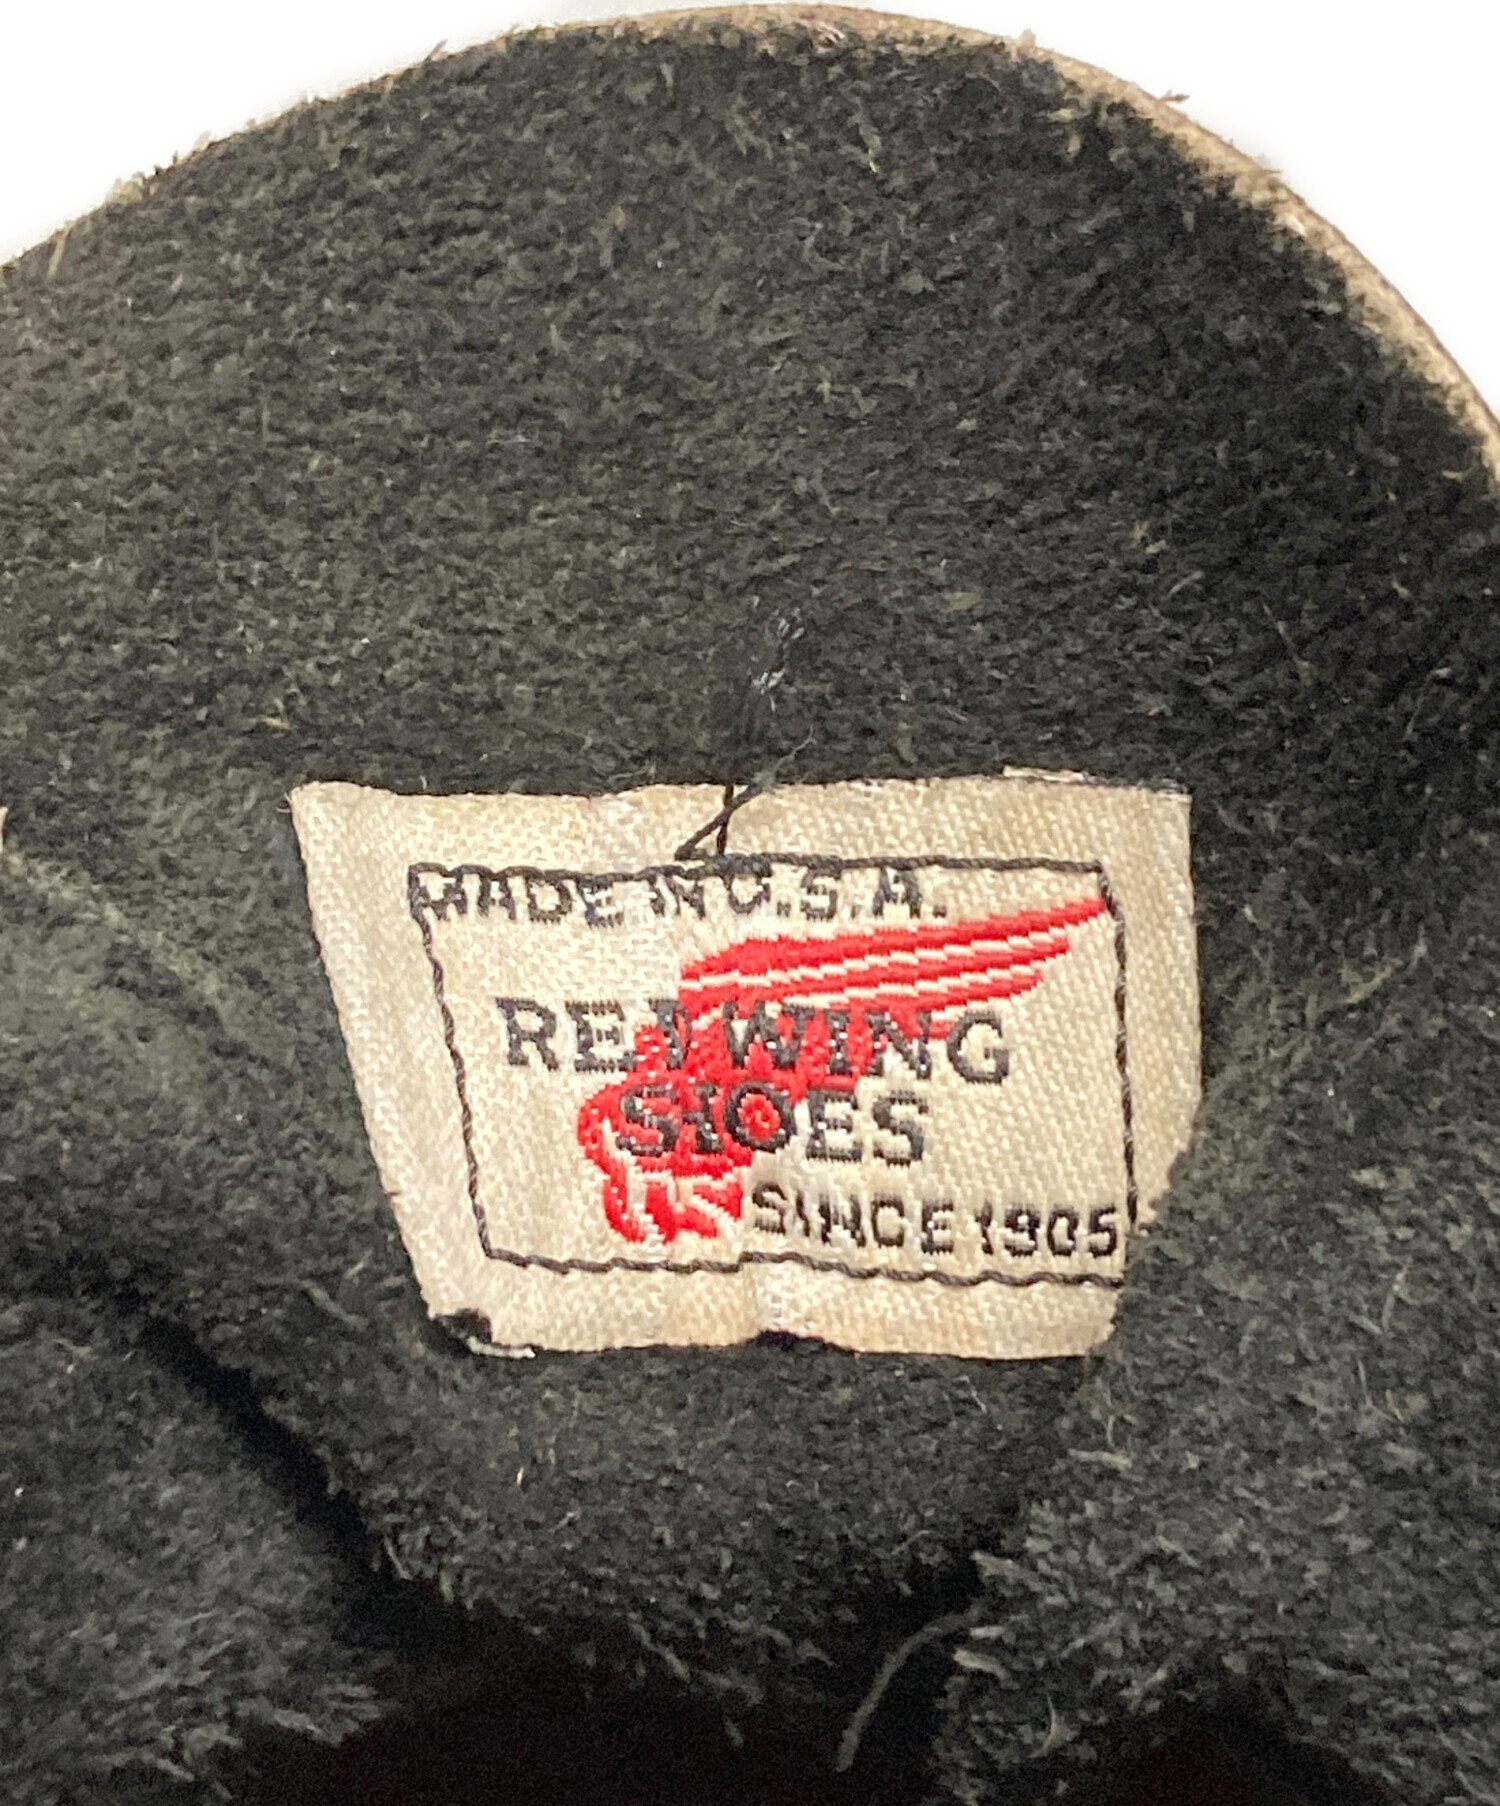 MADE IN U.S.A.
RED WING
SHOES
SINCE 1905